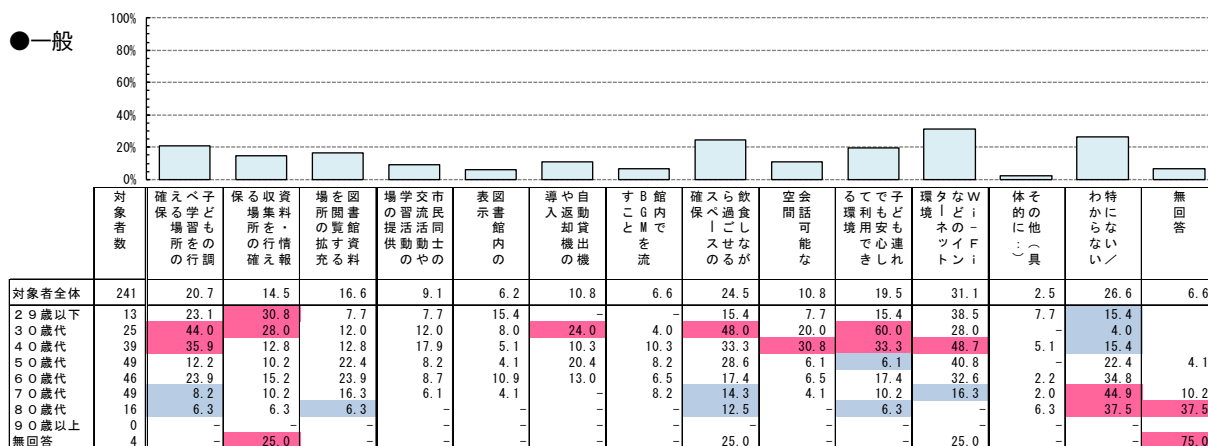 ●一般
100%
80%
60%
40%
20%
0%
対象者数
子どもの調
べ学習を行
える場所の
確保
資料・情報
収集を行え
る場所の確
保
図書館資料
を閲覧する
場所の拡充
市民同士の
交流活動や
学習活動の
場の提供
図書館内の
表示
自動貸出機
や返却機の
導入
館内で
BGMを流
すこと
飲食しなが
ら過ごせる
スペースの
確保
会話可能な
空間
子ども連れ
でも安心し
て利用でき
る環境
Wi-Fi
などのイン
ターネット
環境
その他(具
体的に:)
特にない/
わからない
無回答
対象者全体 241 20.7 14.5 16.6 9.1 6.2 10.8 6.6 24.5 10.8 19.5 31.1 2.5 26.6 6.6
29歳以下 13 23.1 30.8 7.7 7.7 15.4 - - 15.4 7.7 15.4 38.5 7.7 15.4
30歳代 25 44.0 28.0 12.0 12.0 8.0 24.0 4.0 48.0 20.0 60.0 28.0 - 4.0
40歳代 39 35.9 12.8 12.8 17.9 5.1 10.3 10.3 33.3 30.8 33.3 48.7 5.1 15.4
50歳代 49 12.2 10.2 22.4 8.2 4.1 20.4 8.2 28.6 6.1 6.1 40.8 - 22.4 4.1
60歳代 46 23.9 15.2 23.9 8.7 10.9 13.0 6.5 17.4 6.5 17.4 32.6 2.2 34.8
70歳代 49 8.2 10.2 16.3 6.1 4.1 - 8.2 14.3 4.1 10.2 16.3 2.0 44.9 10.2
80歳代 16 6.3 6.3 6.3 - - - - 12.5 - 6.3 - 6.3 37.5 37.5
90歳以上 0 - - - - - - - - - - - - -
無回答 4 - 25.0 - - - - - 25.0 - - 25.0 - - 75.0